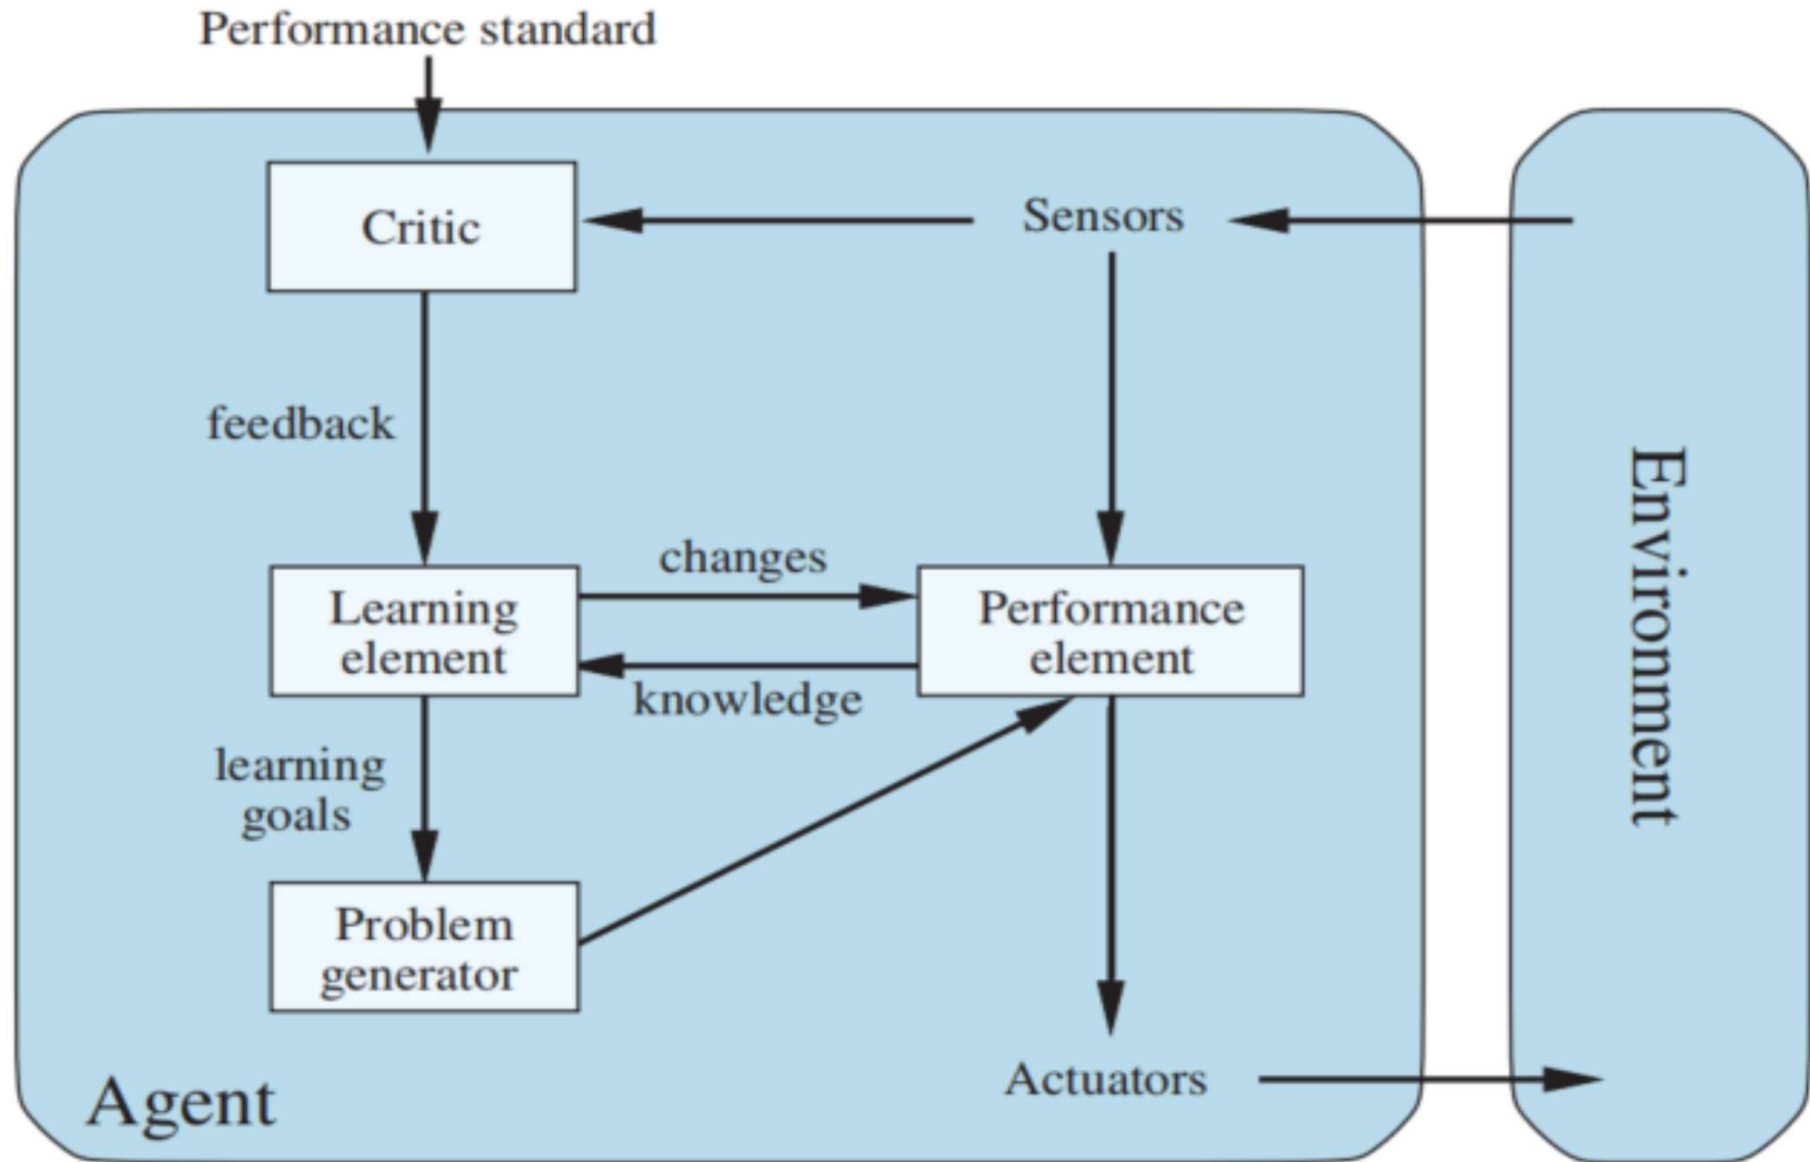 Performance standard
Critic
Sensors
feedback
changes
Learning
element
Performance
element
knowledge
learning
goals
Problem
generator
Agent
Actuators
Environment